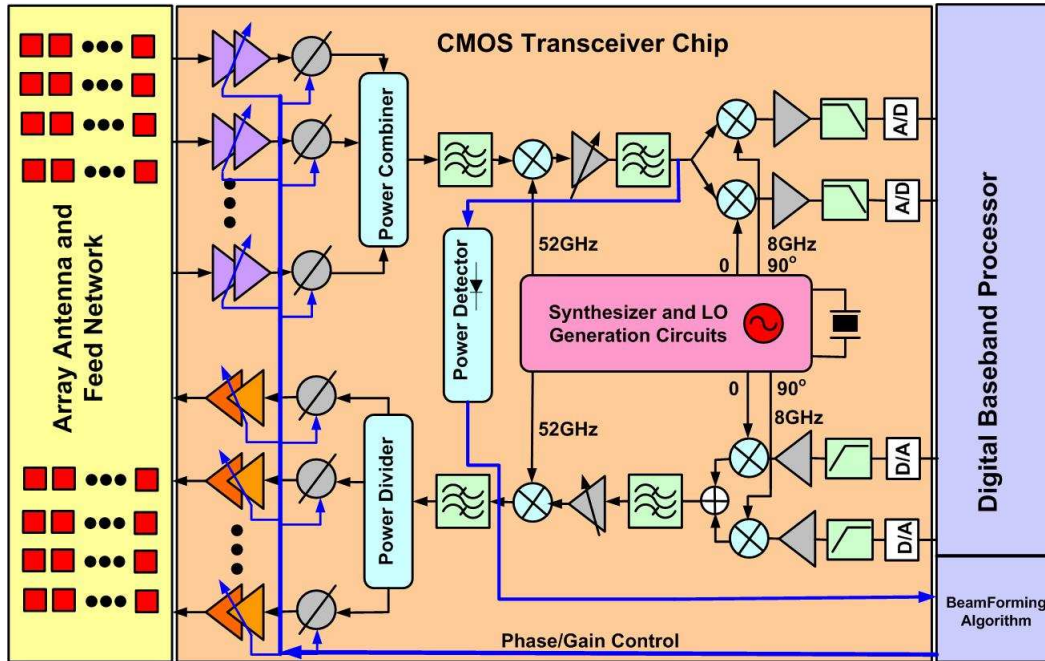 CMOS Transceiver Chip
Array Antenna and
Feed Network
Power Combiner
A/D
A/D
Power Detector
52GHz
0
8GHz
90°
Synthesizer and LO
Generation Circuits
0
90°
8GHz
52GHz
Power Divider
D/A
D/A
Digital Baseband Processor
BeamForming
Algorithm
Phase/Gain Control